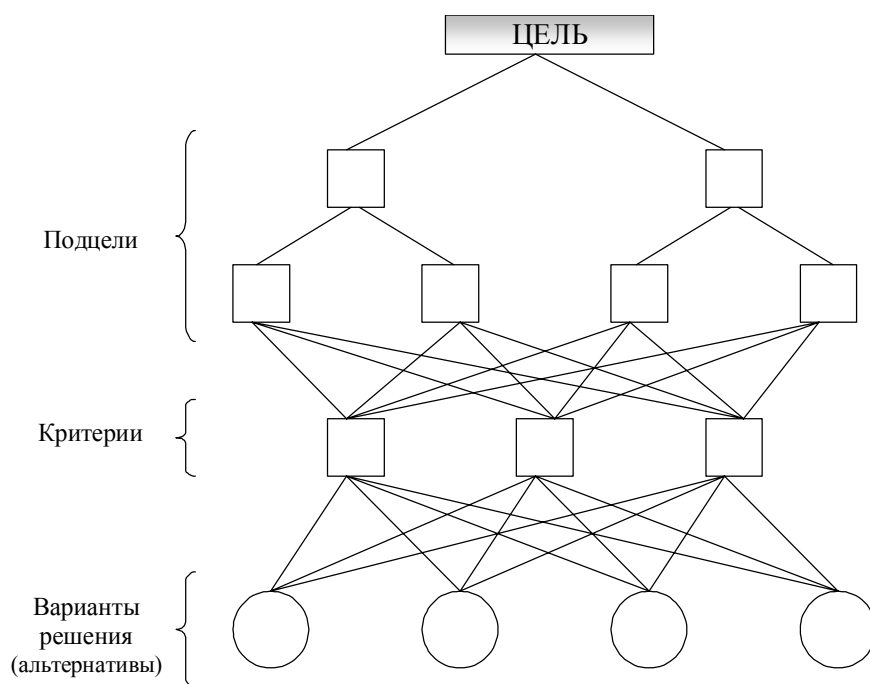 ЦЕЛЬ
Подцели
Критерии
Варианты
решения
(альтернативы)